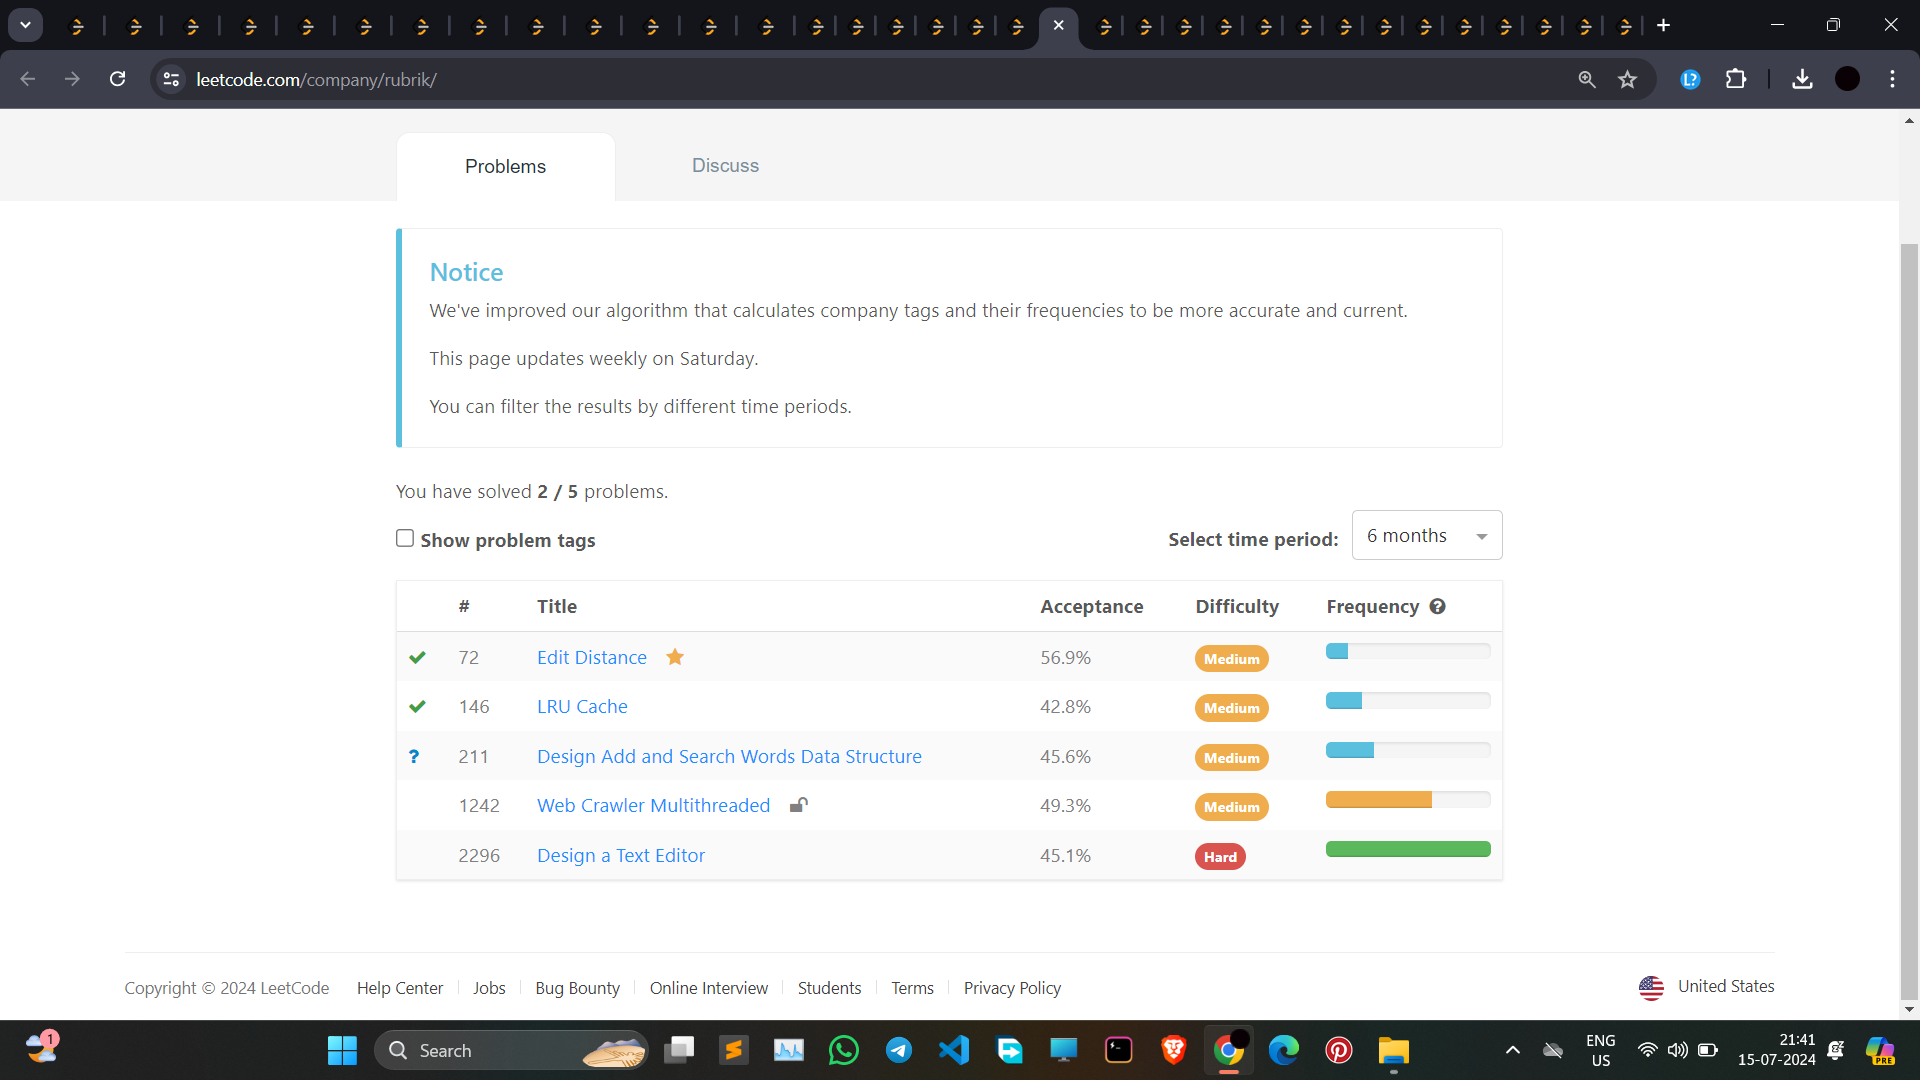 leetcode.com/company/rubrik/
L?
Problems
Discuss
Notice
We've improved our algorithm that calculates company tags and their frequencies to be more accurate and current.
This page updates weekly on Saturday.
You can filter the results by different time periods.
You have solved 2 / 5 problems.
Show problem tags
Select time period: 6 months
# Title Acceptance Difficulty Frequency ?
72 Edit Distance 56.9% Medium
146 LRU Cache 42.8% Medium
? 211 Design Add and Search Words Data Structure 45.6% Medium
1242 Web Crawler Multithreaded 49.3% Medium
2296 Design a Text Editor 45.1% Hard
Copyright © 2024 LeetCode Help Center Jobs Bug Bounty Online Interview Students Terms Privacy Policy United States
1
Search
ENG
US
21:41
15-07-2024
PRE